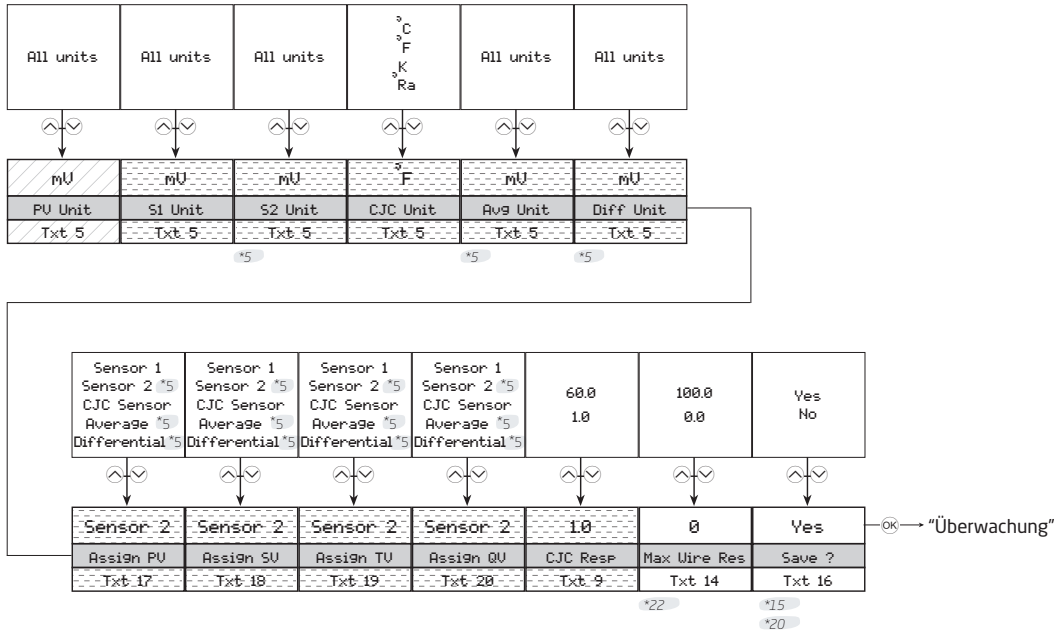 All units
All units
All units
°C
°F
K
°Ra
All units
All units
mV
mV
mV
°F
mV
mV
PV Unit
S1 Unit
S2 Unit
CJC Unit
Avg Unit
Diff Unit
Txt 5
Txt 5
Txt 5
Txt 5
Txt 5
Txt 5
*5
*5
*5
Sensor 1
Sensor 2 *5
CJC Sensor
Average *5
Differential *5
Sensor 1
Sensor 2 *5
CJC Sensor
Average *5
Differential *5
Sensor 1
Sensor 2 *5
CJC Sensor
Average *5
Differential *5
Sensor 1
Sensor 2 *5
CJC Sensor
Average *5
Differential *5
60.0
1.0
100.0
0.0
Yes
No
Sensor 2
Sensor 2
Sensor 2
Sensor 2
1.0
0
Yes
OK
"Überwachung"
Assign PV
Assign SV
Assign TV
Assign QV
CJC Resp
Max Wire Res
Save ?
Txt 17
Txt 18
Txt 19
Txt 20
Txt 9
Txt 14
Txt 16
*22
*15
*20